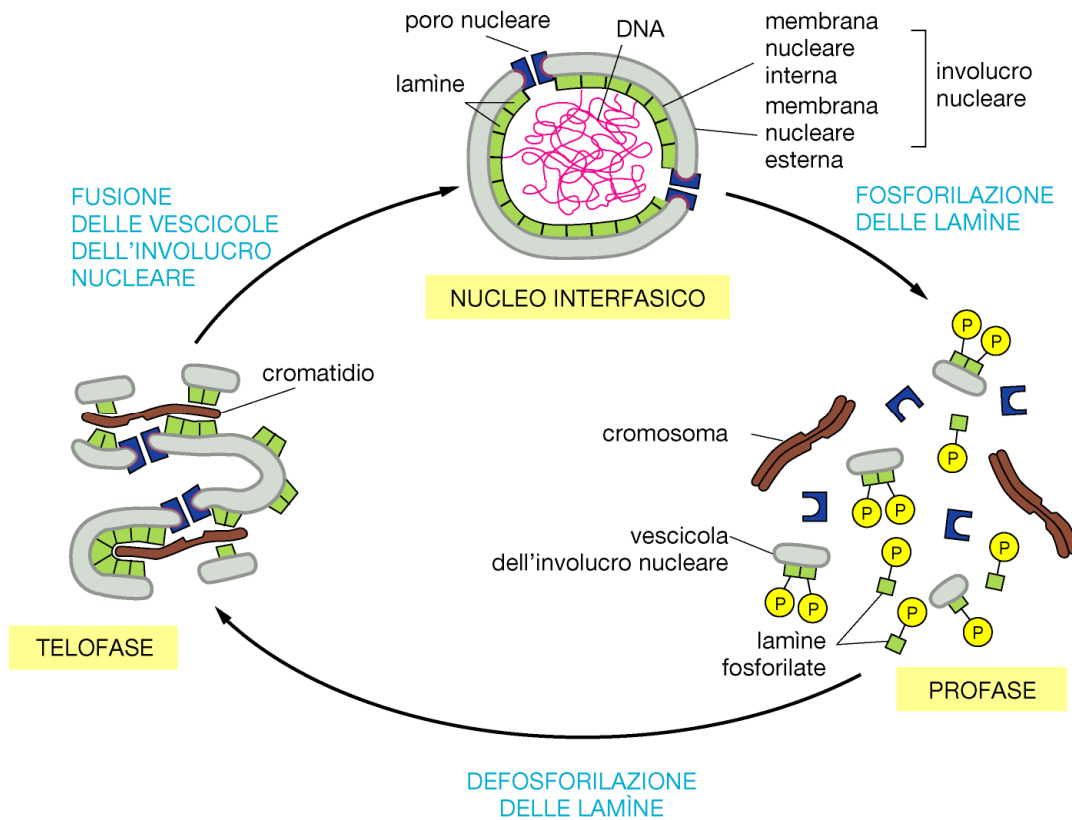 poro nucleare
DNA
membrana
nucleare
interna
involucro
nucleare
lamìne
membrana
nucleare
esterna
FUSIONE
DELLE VESCICOLE
DELL'INVOLUCRO
NUCLEARE
FOSFORILAZIONE
DELLE LAMÌNE
NUCLEO INTERFASICO
P
P
cromatidio
cromosoma
P
P
P
vescicola
dell'involucro nucleare
P
P
P
P
P
P
lamìne
fosforilate
TELOFASE
PROFASE
DEFOSFORILAZIONE
DELLE LAMÌNE